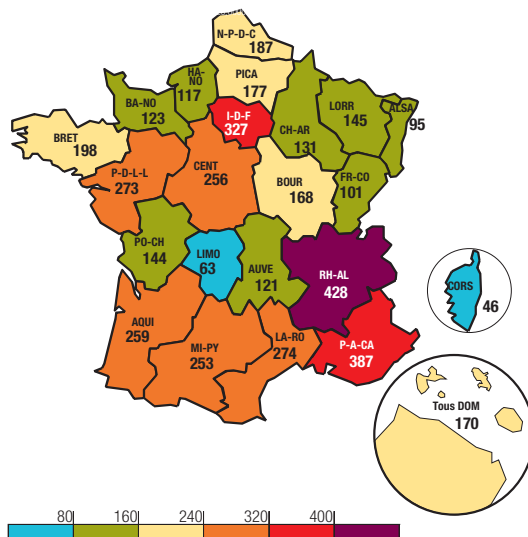 N-P-D-C
187
HA-
NO
117
PICA
177
BA-NO
123
I-D-F
327
CH-AR
131
LORR
145
ALSA
95
BRET
198
P-D-L-L
273
CENT
256
BOUR
168
FR-CO
101
PO-CH
144
LIMO
63
AUVE
121
RH-AL
428
CORS
46
AQUI
259
MI-PY
253
LA-RO
274
P-A-CA
387
Tous DOM
170
80 160 240 320 400